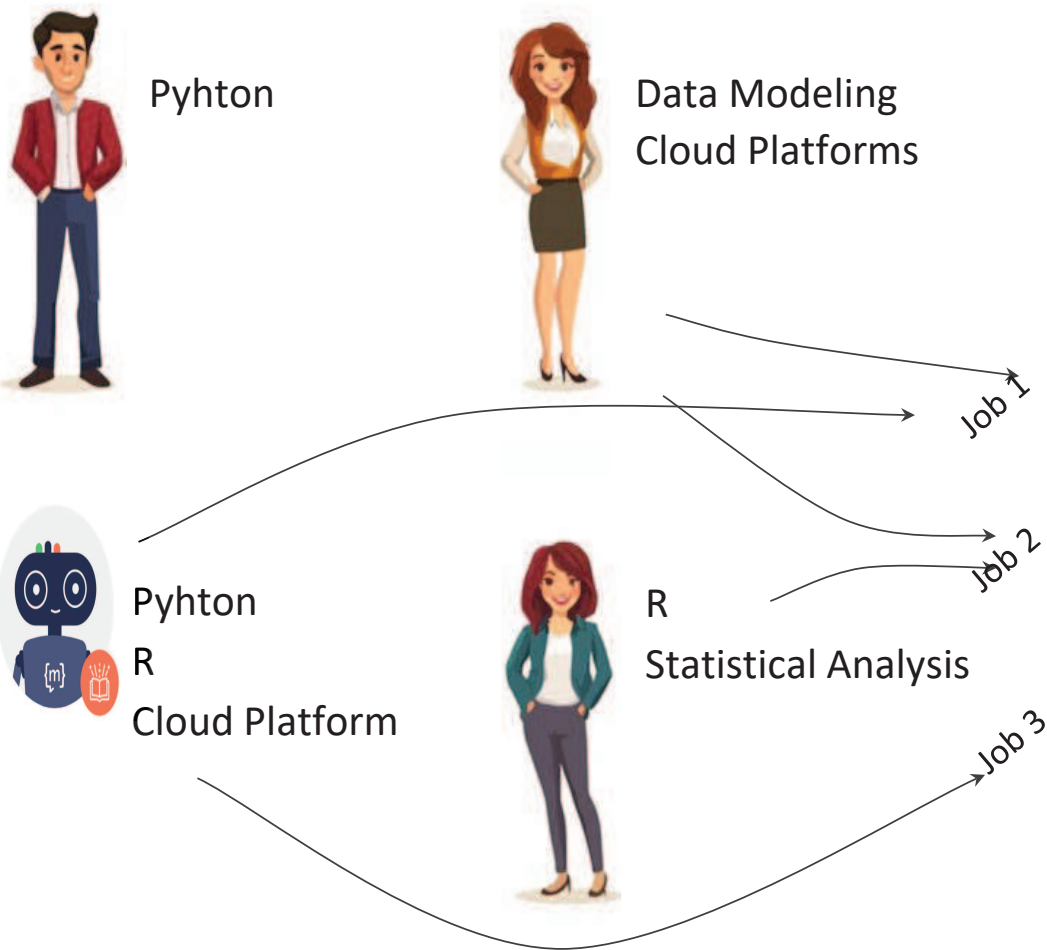 Pyhton
Data Modeling
Cloud Platforms
Job 1
Job 2
Pyhton
R
Cloud Platform
{m}
R
Statistical Analysis
Job 3